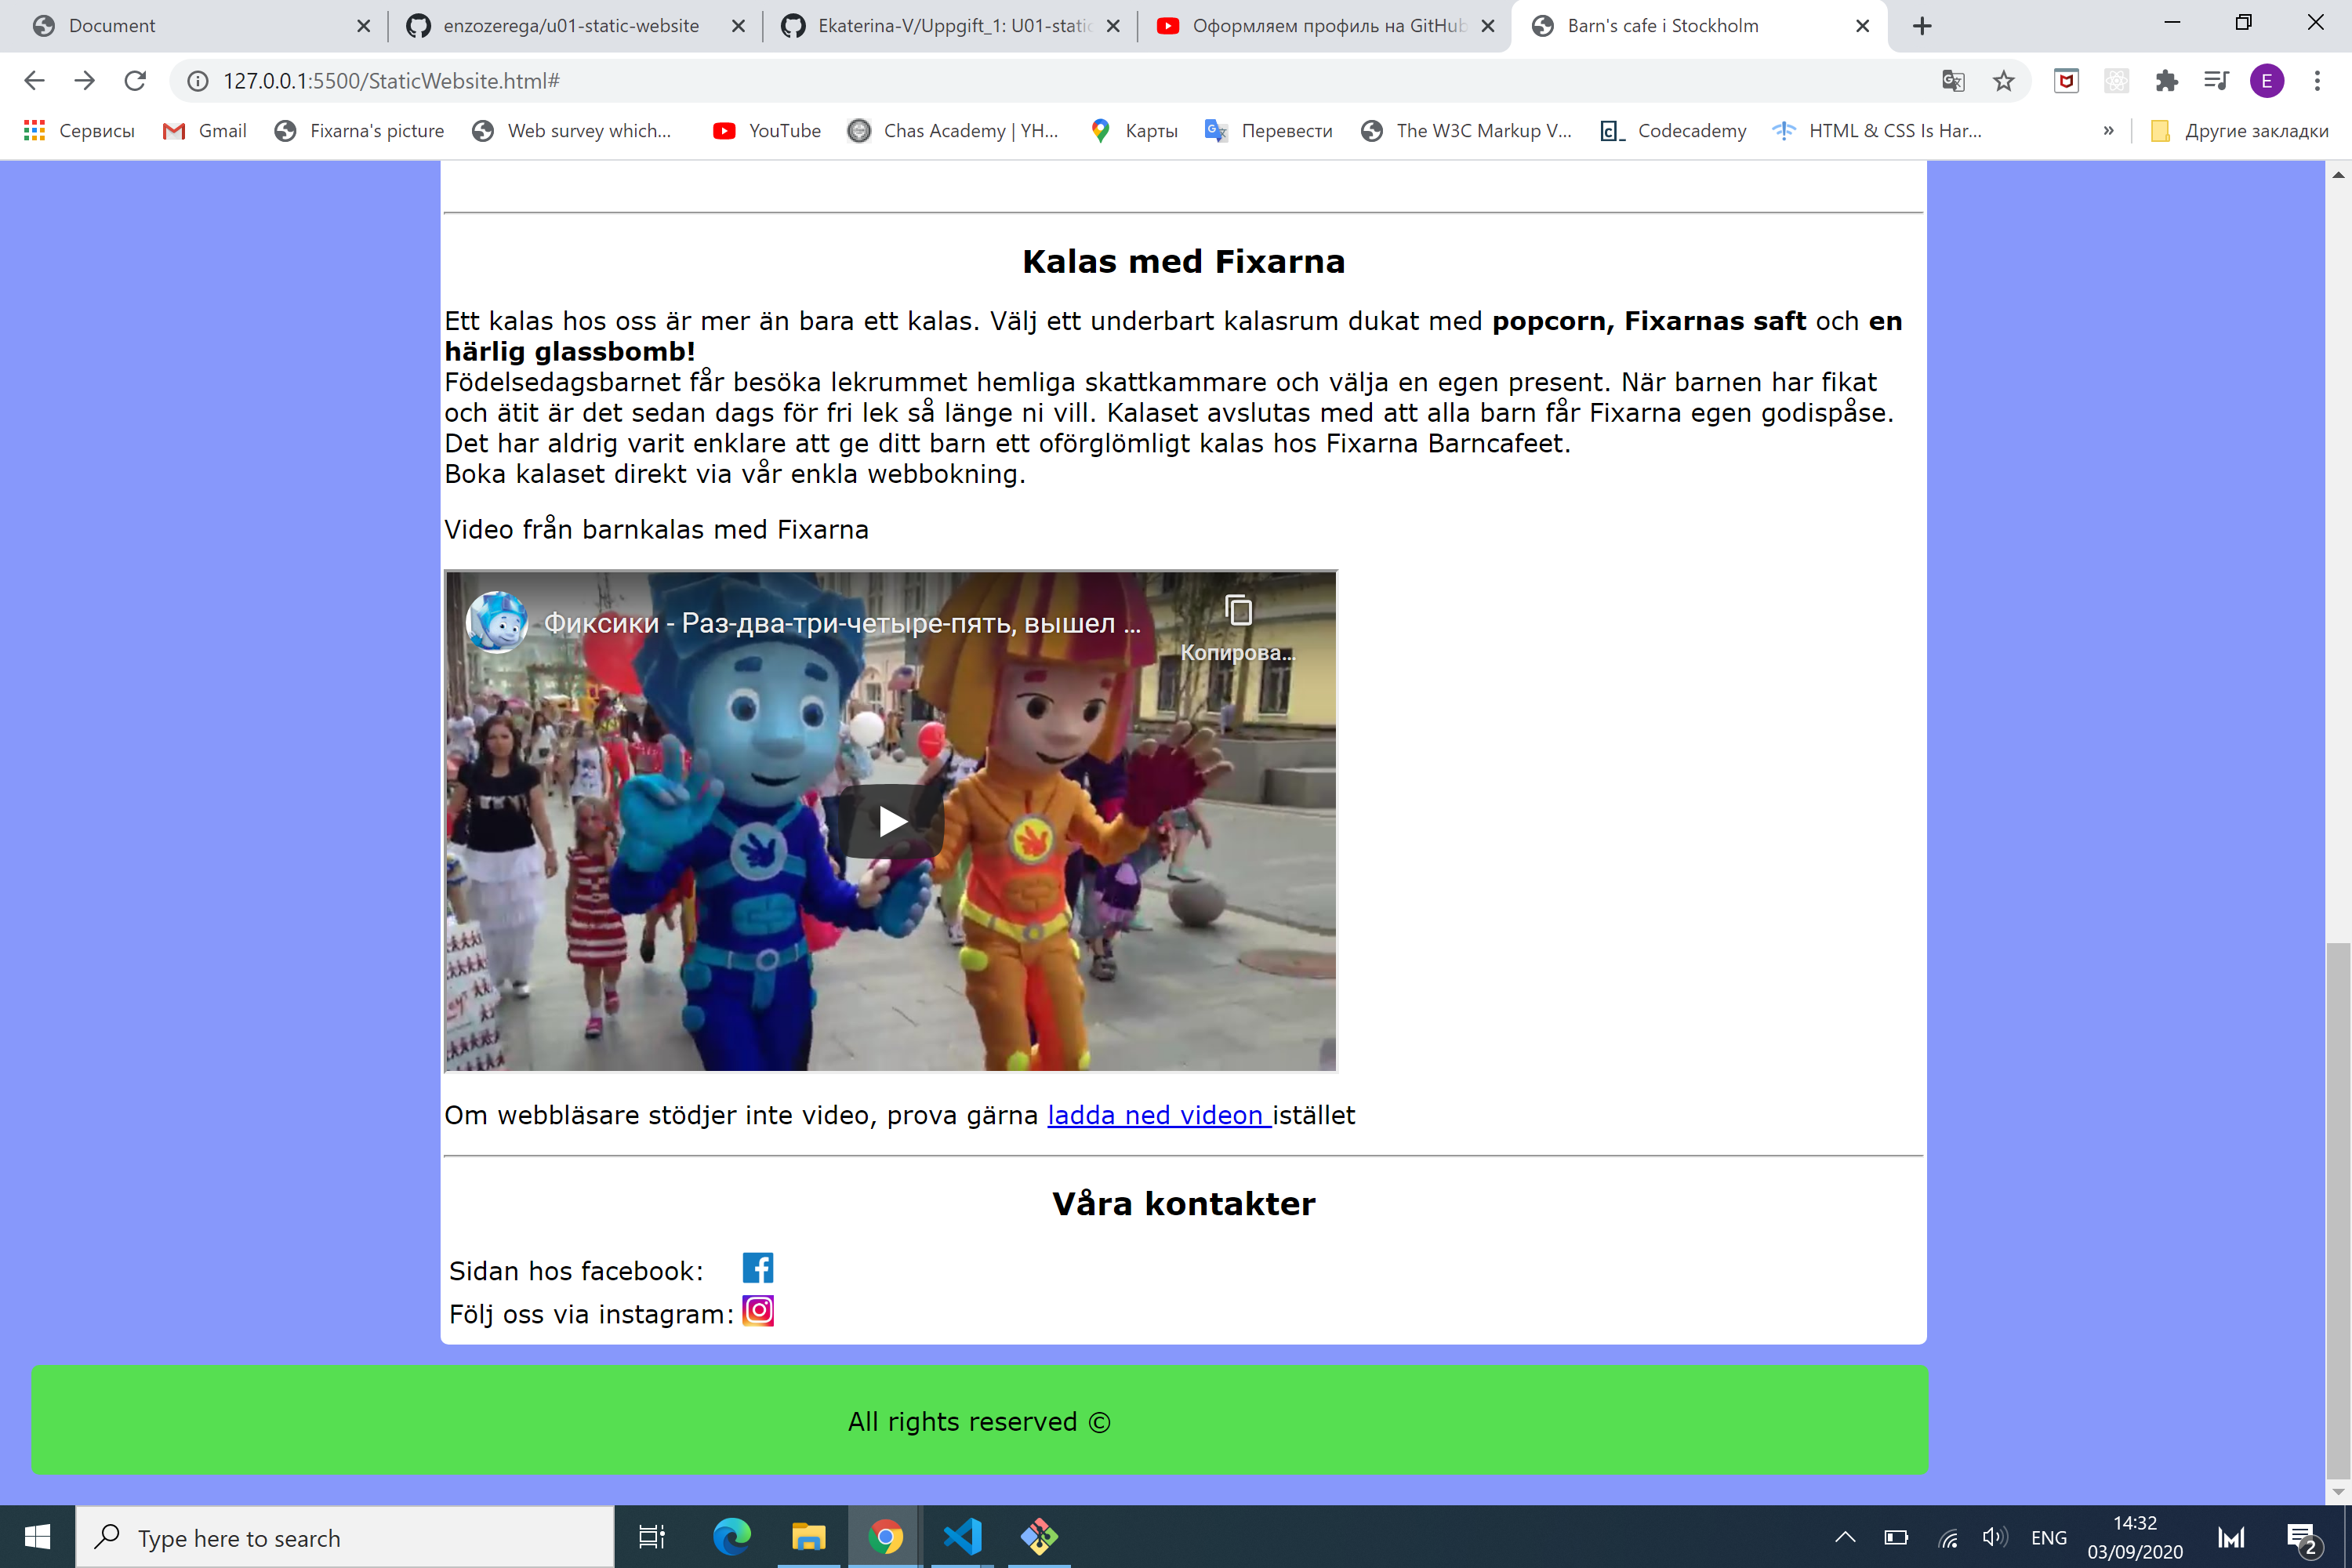 Document
enzozerega/u01-static-website
Ekaterina-V/Uppgift_1: U01-static
Оформляем профиль на GitHub
Barn's cafe i Stockholm
127.0.0.1:5500/StaticWebsite.html#
E
Сервисы
Gmail
Fixarna's picture
Web survey which...
YouTube
Chas Academy | YH...
Карты
Перевести
The W3C Markup V...
Codecademy
HTML & CSS Is Har...
»
Другие закладки
Kalas med Fixarna
Ett kalas hos oss är mer än bara ett kalas. Välj ett underbart kalasrum dukat med popcorn, Fixarnas saft och en
härlig glassbomb!
Födelsedagsbarnet får besöka lekrummet hemliga skattkammare och välja en egen present. När barnen har fikat
och ätit är det sedan dags för fri lek så länge ni vill. Kalaset avslutas med att alla barn får Fixarna egen godispåse.
Det har aldrig varit enklare att ge ditt barn ett oförglömligt kalas hos Fixarna Barncafeet.
Boka kalaset direkt via vår enkla webbokning.
Video från barnkalas med Fixarna
Фиксики - Раз-два-три-четыре-пять, вышел ...
Копирова...
Om webbläsare stödjer inte video, prova gärna ladda ned videon istället
Våra kontakter
Sidan hos facebook:
Följ oss via instagram:
All rights reserved ©
Type here to search
ENG
14:32
03/09/2020
2